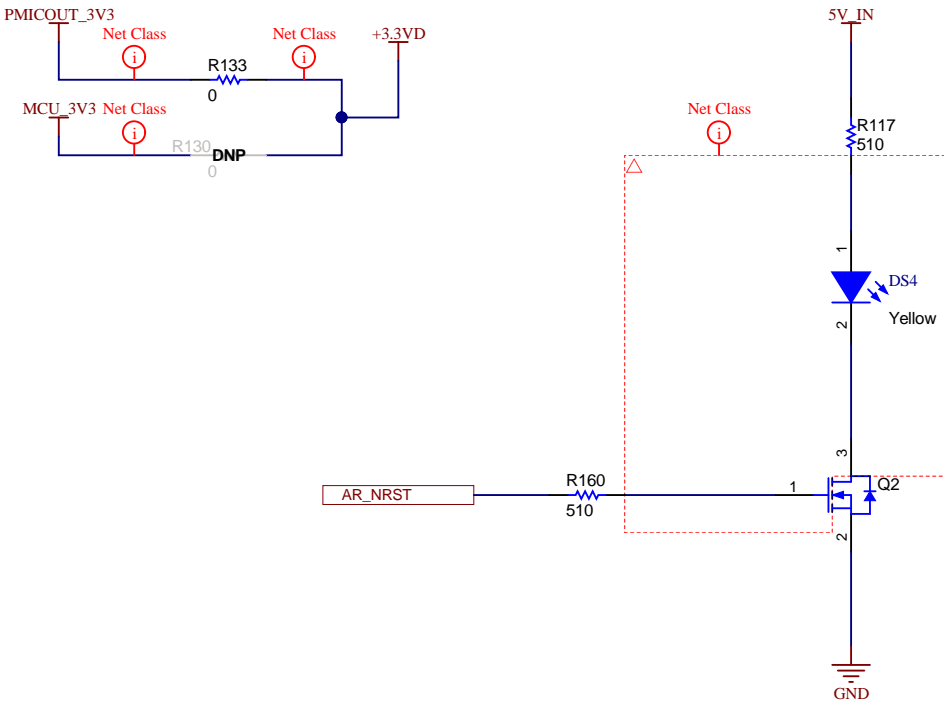 PMICOUT_3V3
5V_IN
Net Class
Net Class
+3.3VD
i
i
R133
0
MCU_3V3
Net Class
Net Class
i
i
R117
510
R130
DNP
0
1
DS4
2
Yellow
3
R160
Q2
AR_NRST
1
510
2
GND